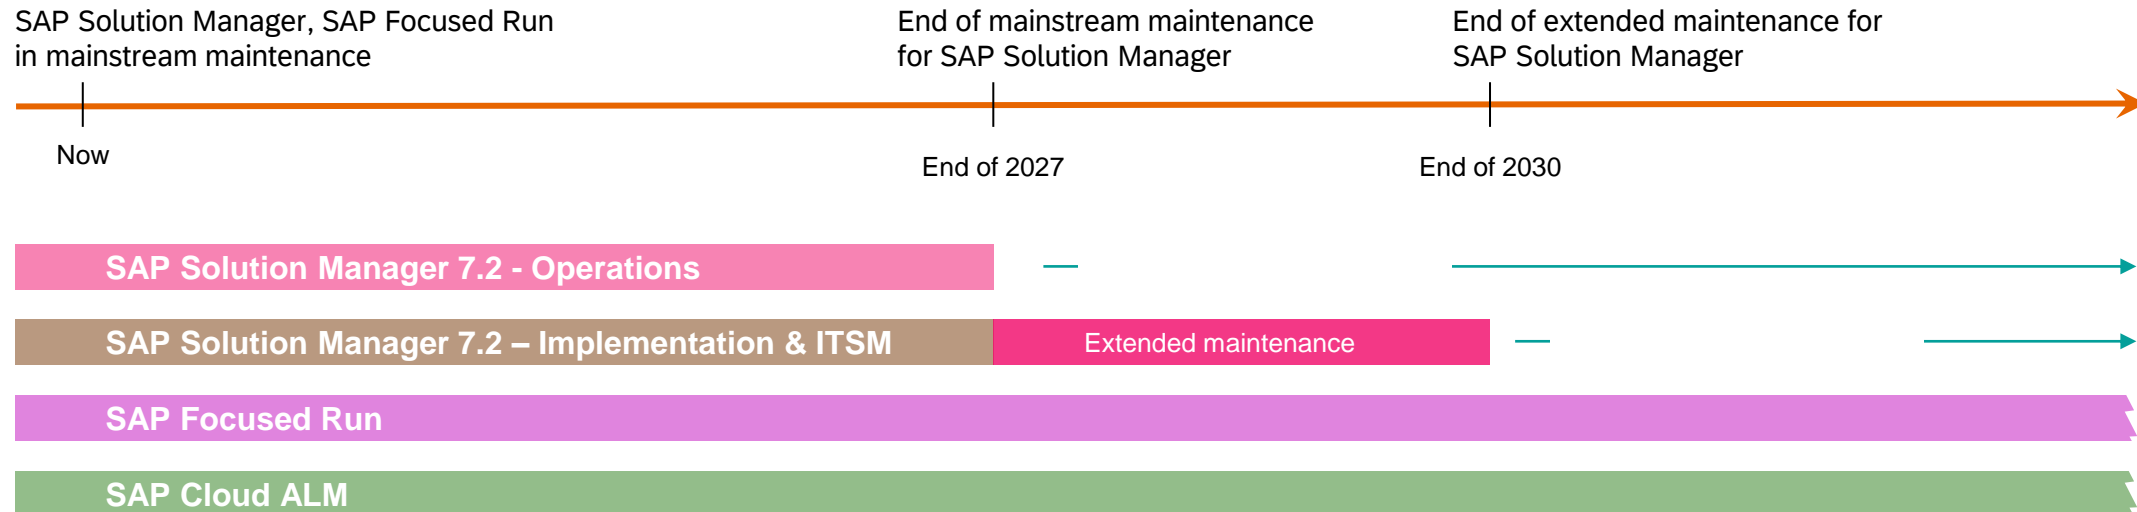 SAP Solution Manager, SAP Focused Run
in mainstream maintenance
End of mainstream maintenance
for SAP Solution Manager
End of extended maintenance for
SAP Solution Manager
Now
End of 2027
End of 2030
SAP Solution Manager 7.2 - Operations
SAP Solution Manager 7.2 – Implementation & ITSM
Extended maintenance
SAP Focused Run
SAP Cloud ALM